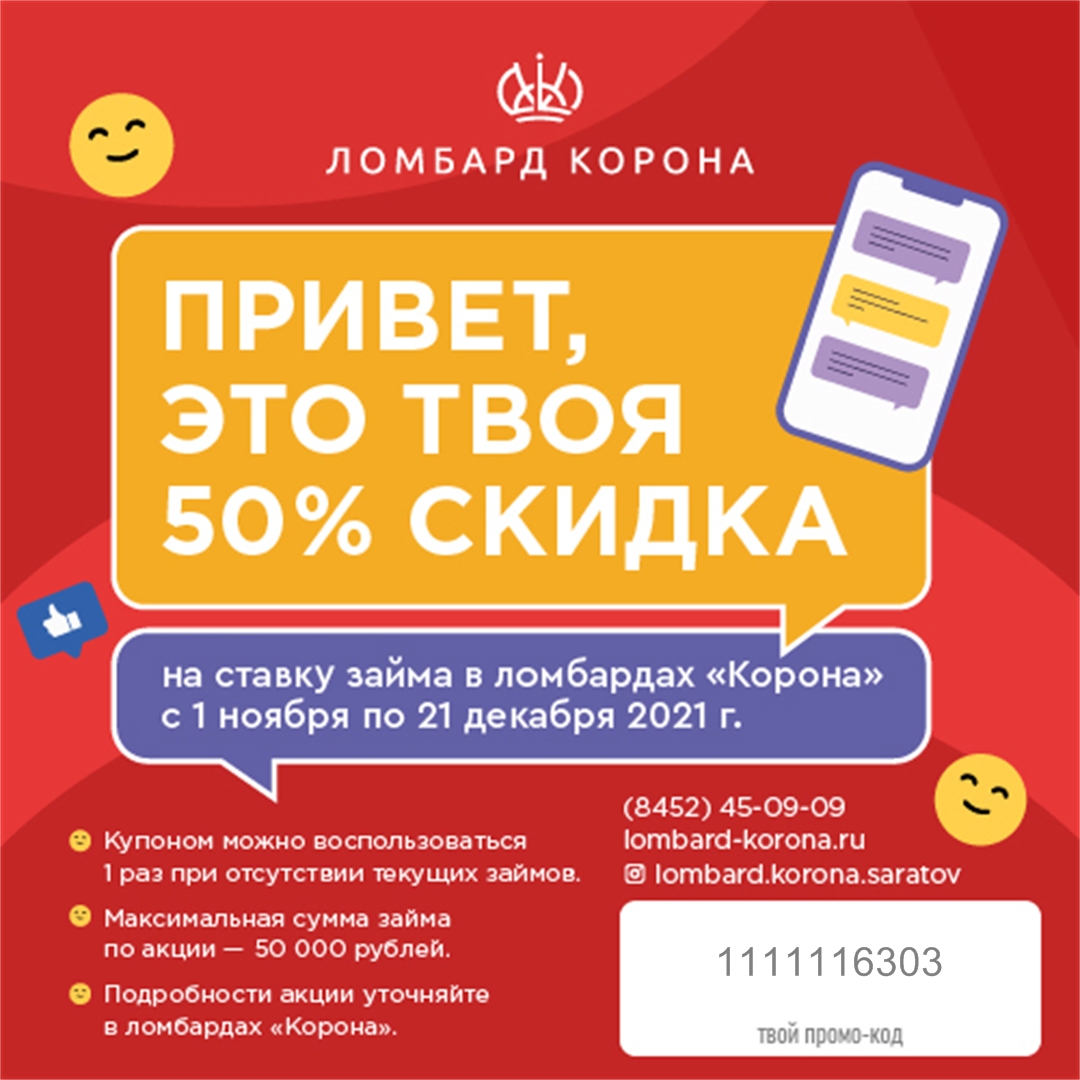 ЛОМБАРД КОРОНА
ПРИВЕТ,
ЭТО ТВОЯ
50% СКИДКА
на ставку займа в ломбардах «Корона»
с 1 ноября по 21 декабря 2021 г.
Купоном можно воспользоваться
1 раз при отсутствии текущих займов.
Максимальная сумма займа
по акции — 50 000 рублей.
Подробности акции уточняйте
в ломбардах «Корона».
(8452) 45-09-09
lombard-korona.ru
lombard.korona.saratov
1111116303
твой промо-код